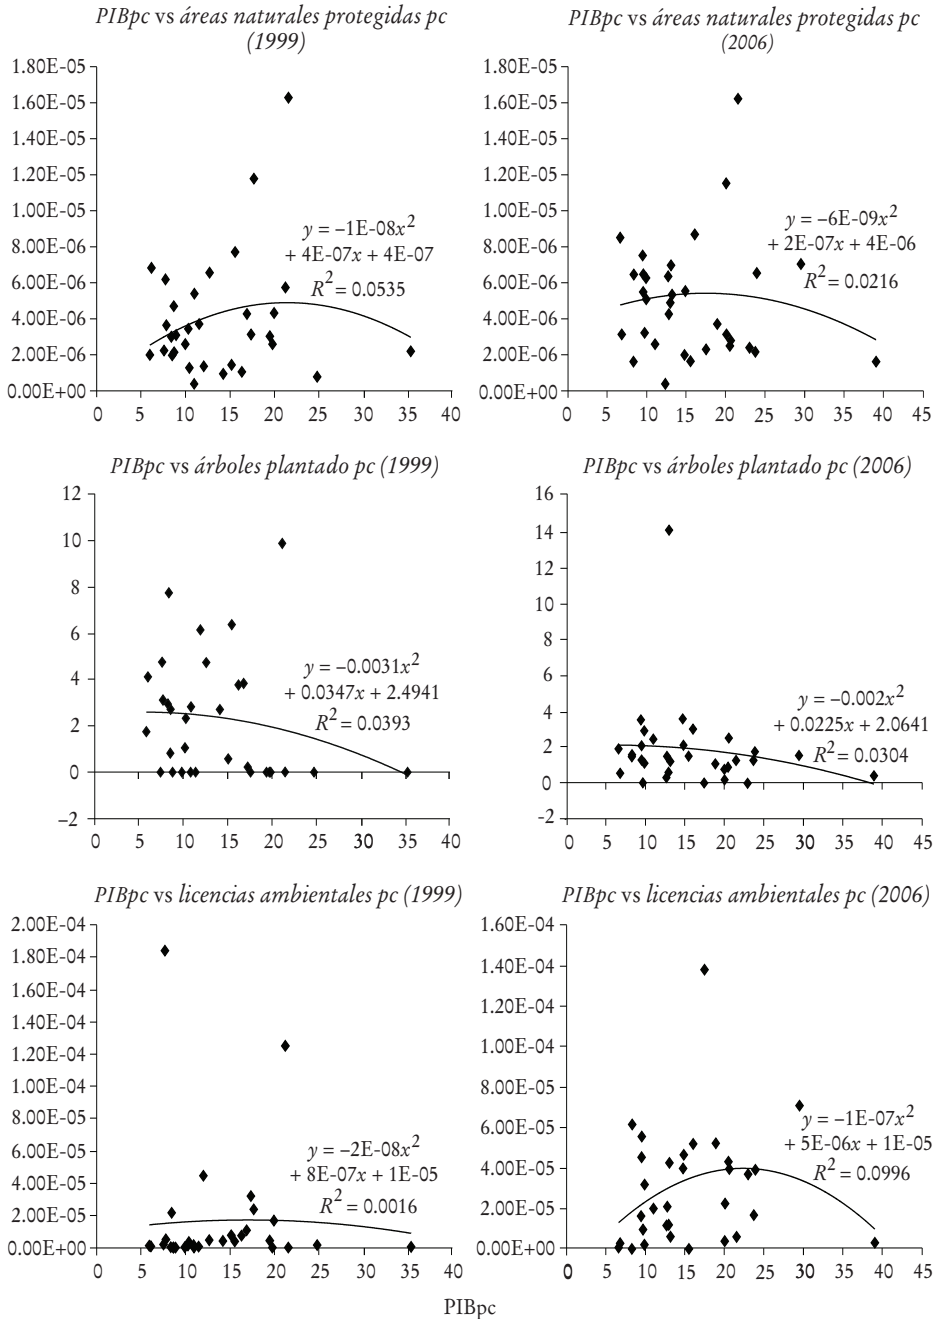 PIBpc vs áreas naturales protegidas pc
(1999)
1.80E-05
1.60E-05
1.40E-05
1.20E-05
1.00E-05
8.00E-06
6.00E-06
4.00E-06
2.00E-06
0.00E+00
0 5 10 15 20 25 30 35 40
y = –1E-08x²
+ 4E-07x + 4E-07
R² = 0.0535
PIBpc vs áreas naturales protegidas pc
(2006)
1.80E-05
1.60E-05
1.40E-05
1.20E-05
1.00E-05
8.00E-06
6.00E-06
4.00E-06
2.00E-06
0.00E+00
0 5 10 15 20 25 30 35 45
y = –6E-09x²
+ 2E-07x + 4E-06
R² = 0.0216
PIBpc vs árboles plantado pc (1999)
12
10
8
6
4
2
0
–2
0 5 10 15 20 25 30 35 40
y = –0.0031x²
+ 0.0347x + 2.4941
R² = 0.0393
PIBpc vs árboles plantado pc (2006)
16
14
12
10
8
6
4
2
0
-2
0 5 10 15 20 25 30 35 40 45
y = –0.002x²
+ 0.0225x + 2.0641
R² = 0.0304
PIBpc vs licencias ambientales pc (1999)
2.00E-04
1.80E-04
1.60E-04
1.40E-04
1.20E-04
1.00E-04
8.00E-05
6.00E-05
4.00E-05
2.00E-05
0.00E+00
0 5 10 15 20 25 30 35 40
y = –2E-08x²
+ 8E-07x + 1E-05
R² = 0.0016
PIBpc vs licencias ambientales pc (2006)
1.60E-04
1.40E-04
1.20E-04
1.00E-04
8.00E-05
6.00E-05
4.00E-05
2.00E-05
0.00E+00
0 5 10 15 20 25 30 35 40 45
y = –1E-07x²
+ 5E-06x + 1E-05
R² = 0.0996
PIBpc